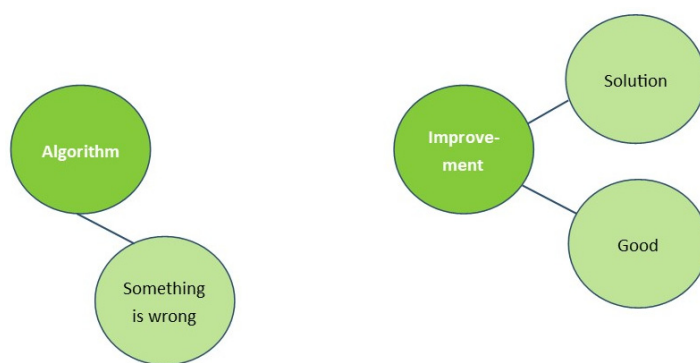 Algorithm
Something
is wrong
Improve-
ment
Solution
Good